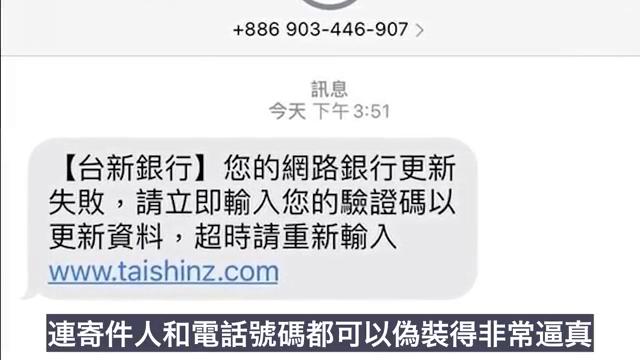 +886 903-446-907 >
訊息
今天 下午3:51
【台新銀行】您的網路銀行更新
失敗，請立即輸入您的驗證碼以
更新資料，超時請重新輸入
www.taishinz.com
連寄件人和電話號碼都可以偽裝得非常逼真